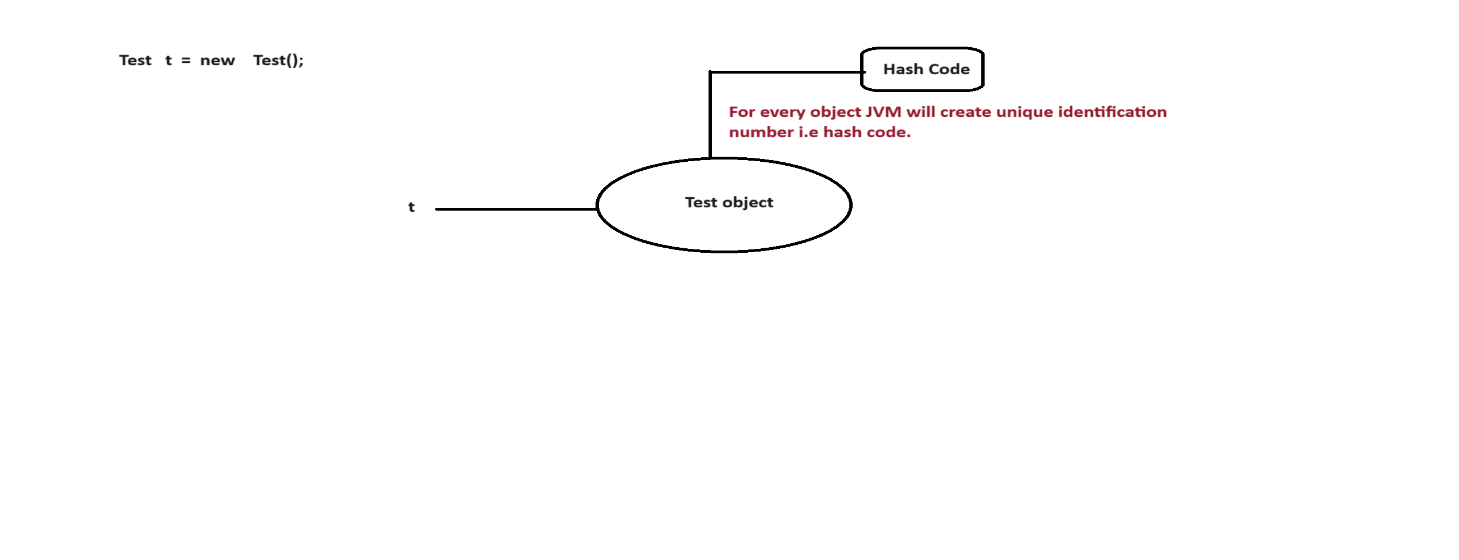 Test t = new Test();
Hash Code
For every object JVM will create unique identification
number i.e hash code.
Test object
t